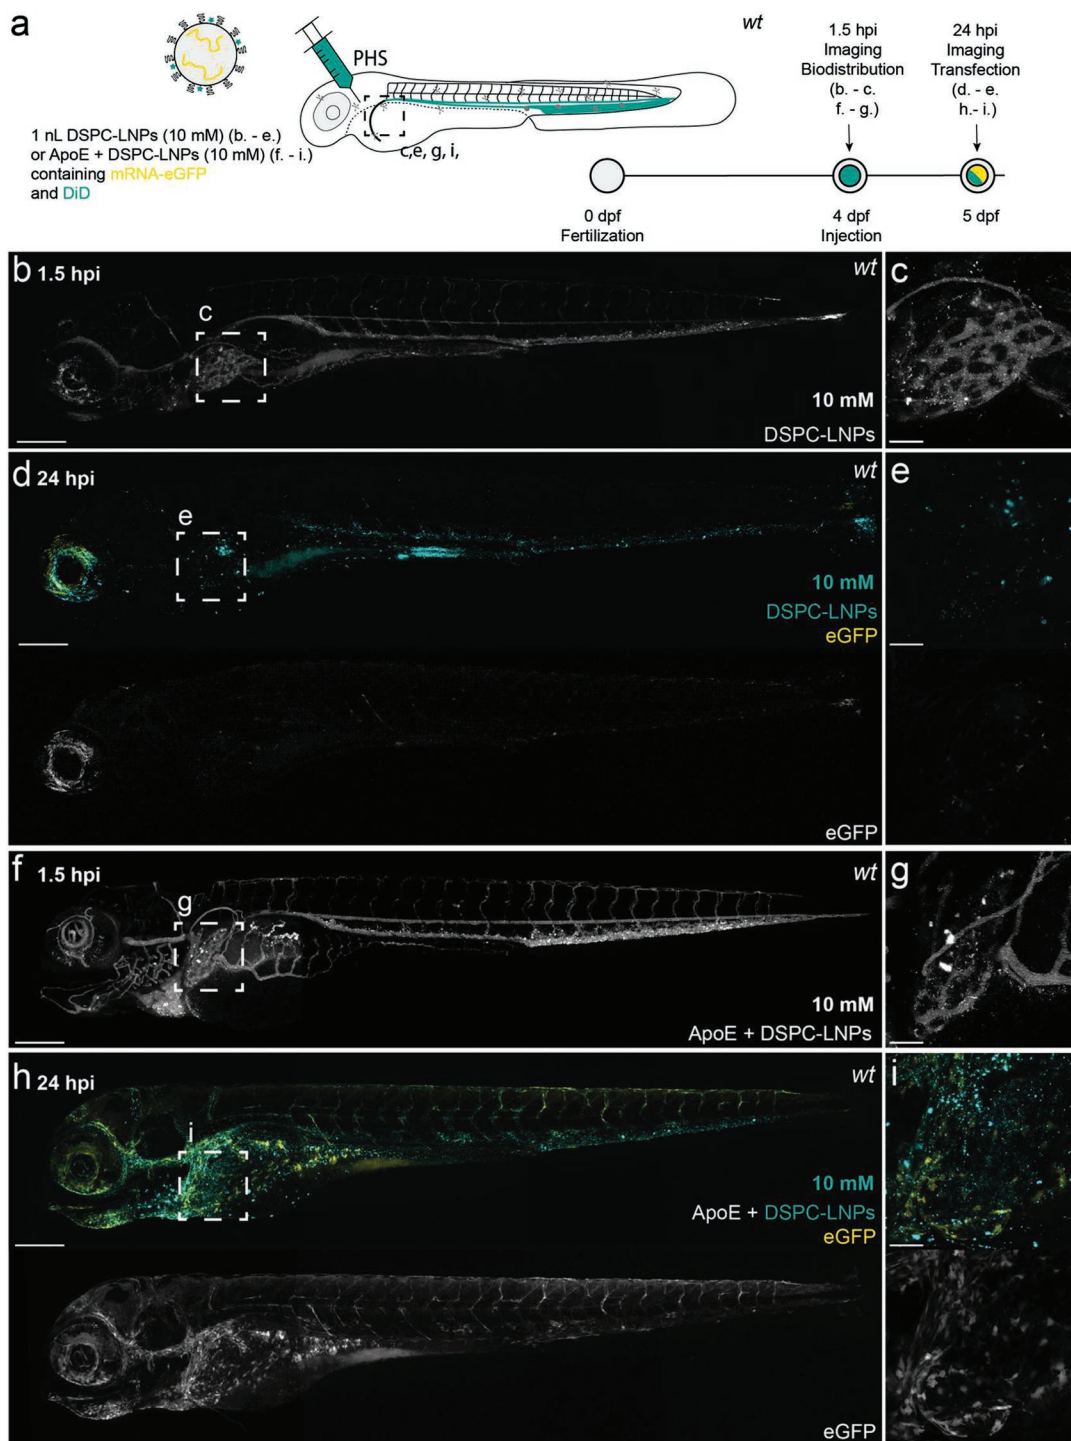 a
wt
PHS
1 nL DSPC-LNPs (10 mM) (b. - e.)
or ApoE + DSPC-LNPs (10 mM) (f. - i.)
containing mRNA-eGFP
and DiD
c,e, g, i,
1.5 hpi
Imaging
Biodistribution
(b. - c.
f. - g.)
24 hpi
Imaging
Transfection
(d. - e.
h.- i.)
0 dpf
Fertilization
4 dpf
Injection
5 dpf
b 1.5 hpi
wt
c
10 mM
DSPC-LNPs
c
d 24 hpi
wt
e
10 mM
DSPC-LNPs
eGFP
eGFP
e
f 1.5 hpi
wt
g
10 mM
ApoE + DSPC-LNPs
g
h 24 hpi
wt
i
10 mM
ApoE + DSPC-LNPs
eGFP
eGFP
i